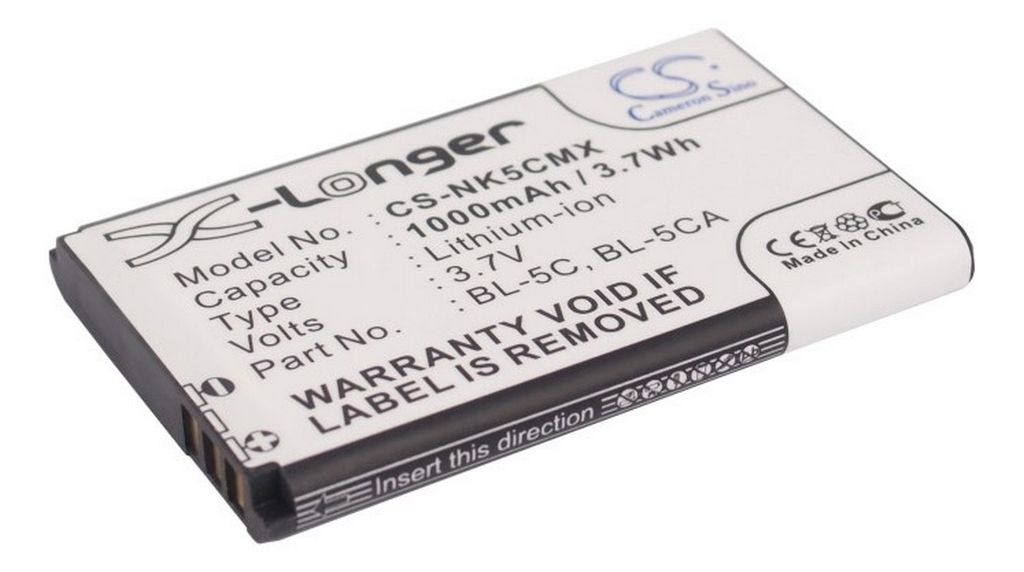 CS
Cameron Sino
X-Longer
Model No. : CS-NK5CMX
Capacity : 1000mAh / 3.7Wh
Type : Lithium-ion
Volts : 3.7V
Part No. : BL-5C, BL-5CA
WARRANTY VOID IF
LABEL IS REMOVED
CE
Made In China
Insert this direction